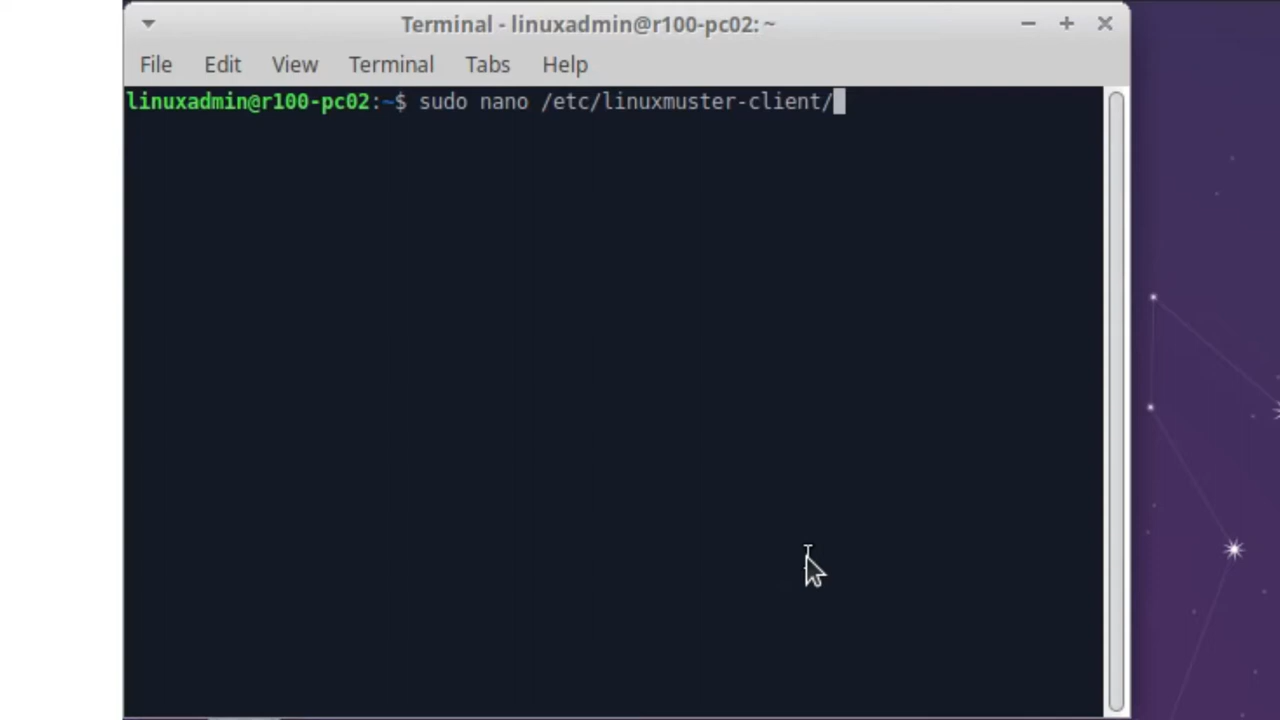 Terminal - linuxadmin@r100-pc02: ~
File Edit View Terminal Tabs Help
linuxadmin@r100-pc02:~$ sudo nano /etc/linuxmuster-client/